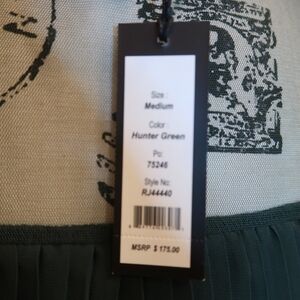 Size :
Medium
Color :
Hunter Green
Po:
75246
Style No:
RJ44440
MSRP $ 175.00